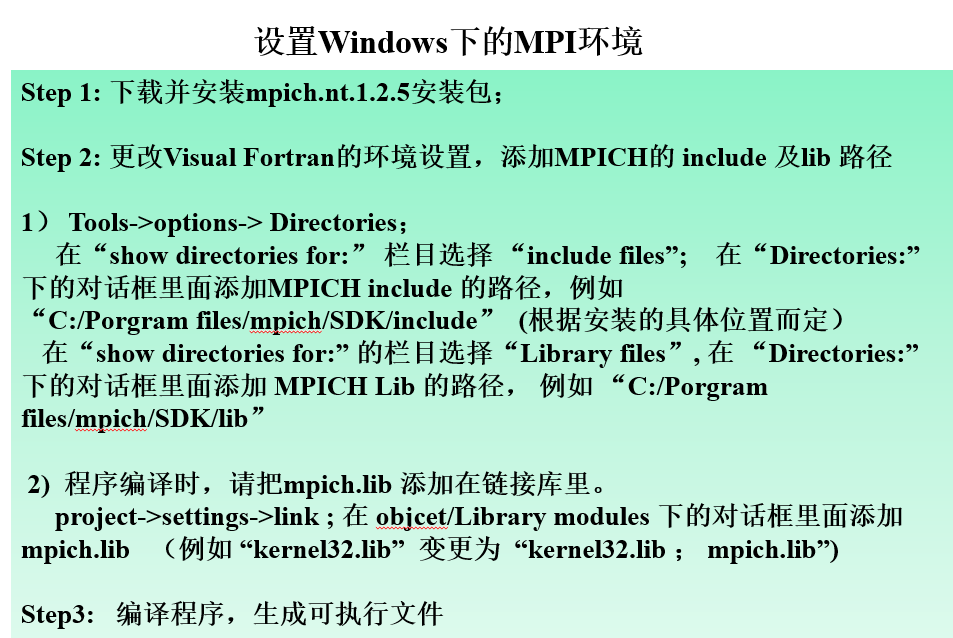 设置Windows下的MPI环境
Step 1: 下载并安装mpich.nt.1.2.5安装包；
Step 2: 更改Visual Fortran的环境设置，添加MPICH的 include 及lib 路径
1） Tools->options-> Directories；
在“show directories for:” 栏目选择 “include files”； 在“Directories:”
下的对话框里面添加MPICH include 的路径，例如
“C:/Porgram files/mpich/SDK/include” (根据安装的具体位置而定）
在“show directories for:” 的栏目选择“Library files”, 在 “Directories:”
下的对话框里面添加 MPICH Lib 的路径， 例如 “C:/Porgram
files/mpich/SDK/lib”
2) 程序编译时，请把mpich.lib 添加在链接库里。
project->settings->link ; 在 objcet/Library modules 下的对话框里面添加
mpich.lib （例如 “kernel32.lib” 变更为 “kernel32.lib ； mpich.lib”)
Step3: 编译程序，生成可执行文件